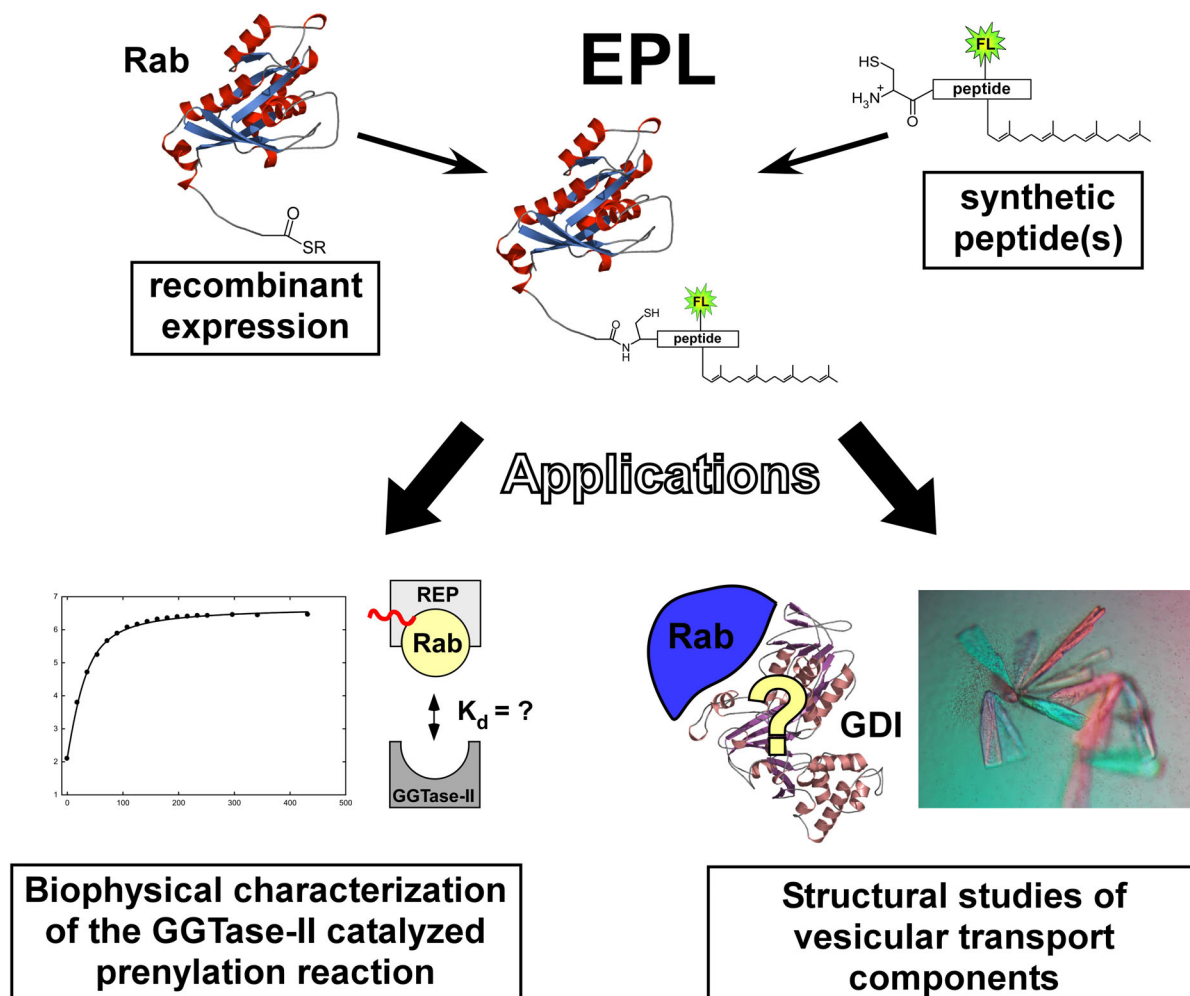 Rab
EPL
FL
HS
H3N+
O
peptide
O
SR
recombinant
expression
synthetic
peptide(s)
FL
SH
O
N
H
peptide
Applications
7
6
5
4
3
2
1
0
100
200
300
400
500
REP
Rab
Kd = ?
GGTase-II
Rab
?
GDI
Biophysical characterization
of the GGTase-II catalyzed
prenylation reaction
Structural studies of
vesicular transport
components